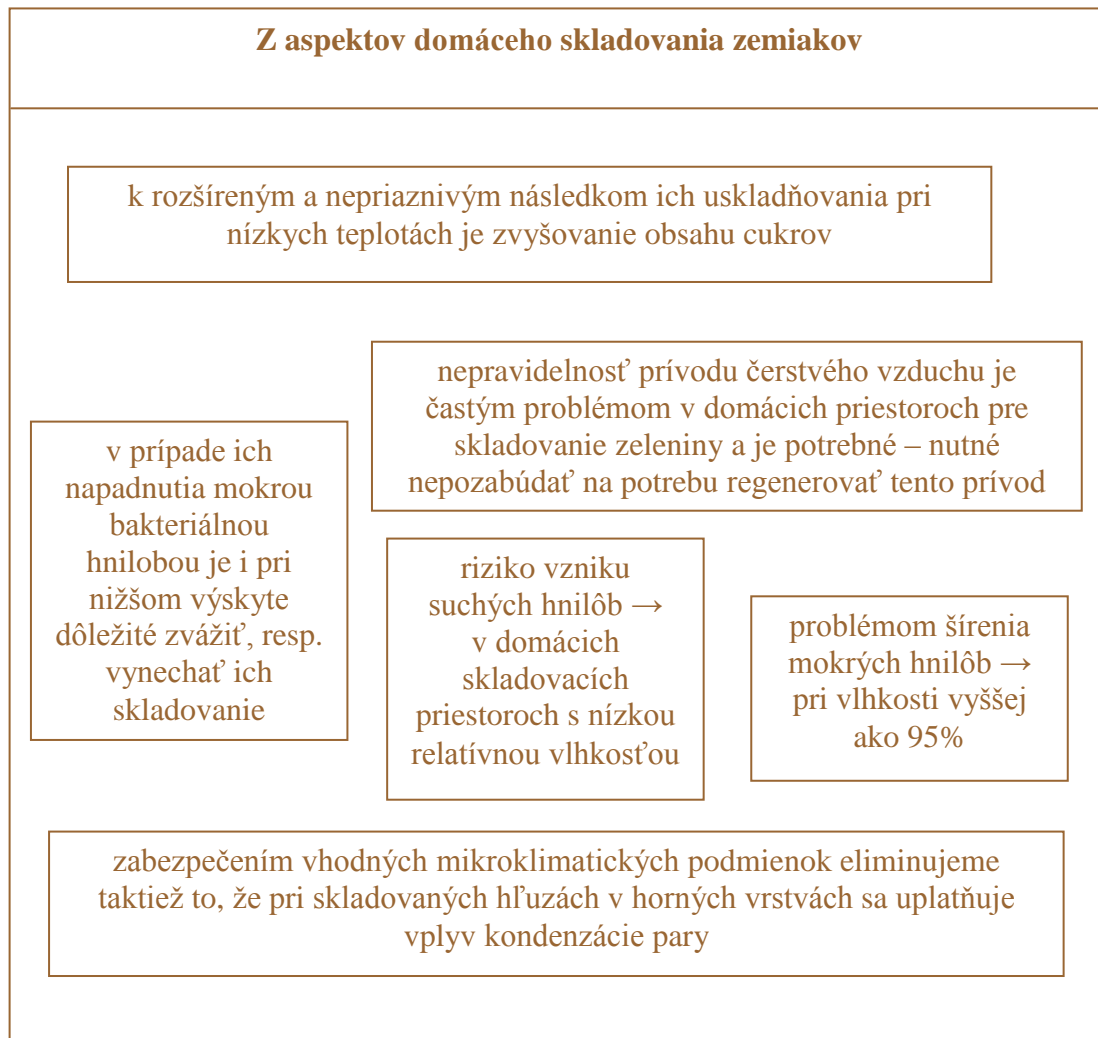 Z aspektov domáceho skladovania zemiakov
k rozšíreným a nepriaznivým následkom ich uskladňovania pri
nízkych teplotách je zvyšovanie obsahu cukrov
nepravidelnosť prívodu čerstvého vzduchu je
častým problémom v domácich priestoroch pre
skladovanie zeleniny a je potrebné – nutné
nepozabúdať na potrebu regenerovať tento prívod
v prípade ich
napadnutia mokrou
bakteriálnou
hnilobou je i pri
nižšom výskyte
dôležité zvážiť, resp.
vynechať ich
skladovanie
riziko vzniku
suchých hnilôb →
v domácich
skladovacích
priestoroch s nízkou
relatívnou vlhkosťou
problémom šírenia
mokrých hnilôb →
pri vlhkosti vyššej
ako 95%
zabezpečením vhodných mikroklimatických podmienok eliminujeme
taktiež to, že pri skladovaných hľuzách v horných vrstvách sa uplatňuje
vplyv kondenzácie pary